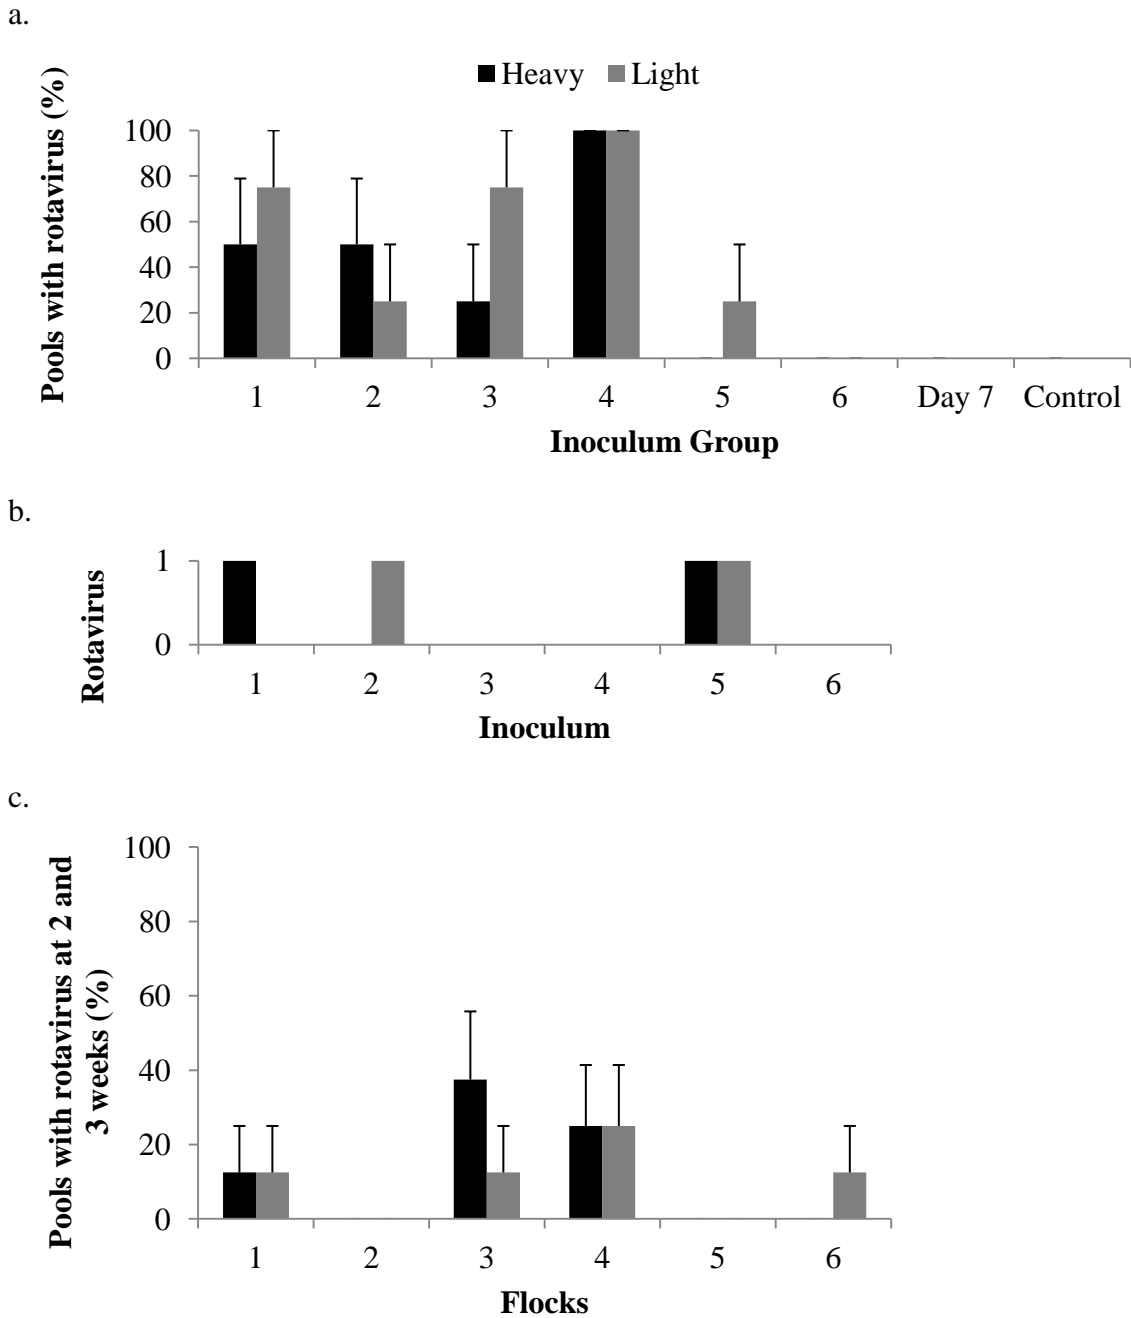 a.
Heavy Light
Pools with rotavirus (%)
100
80
60
40
20
0
1 2 3 4 5 6 Day 7 Control
Inoculum Group
b.
Rotavirus
1
0
1 2 3 4 5 6
Inoculum
c.
Pools with rotavirus at 2 and
3 weeks (%)
100
80
60
40
20
0
1 2 3 4 5 6
Flocks